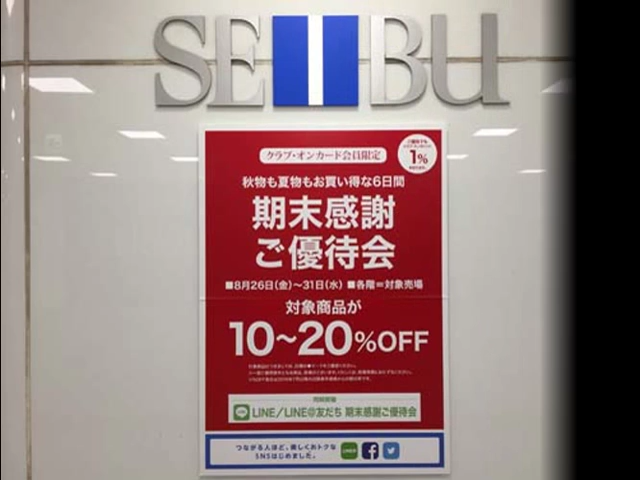 SEIBU
クラブ・オンカード会員限定
1%
秋物も夏物もお買い得な6日間
期末感謝
ご優待会
■8月26日(金)〜31日(水) ■各階=対象売場
対象商品が
10〜20%OFF
同時開催
LINE/LINE@友だち 期末感謝ご優待会
つながる人ほど、楽しくおトクな
SNSはじめました。
LINE@